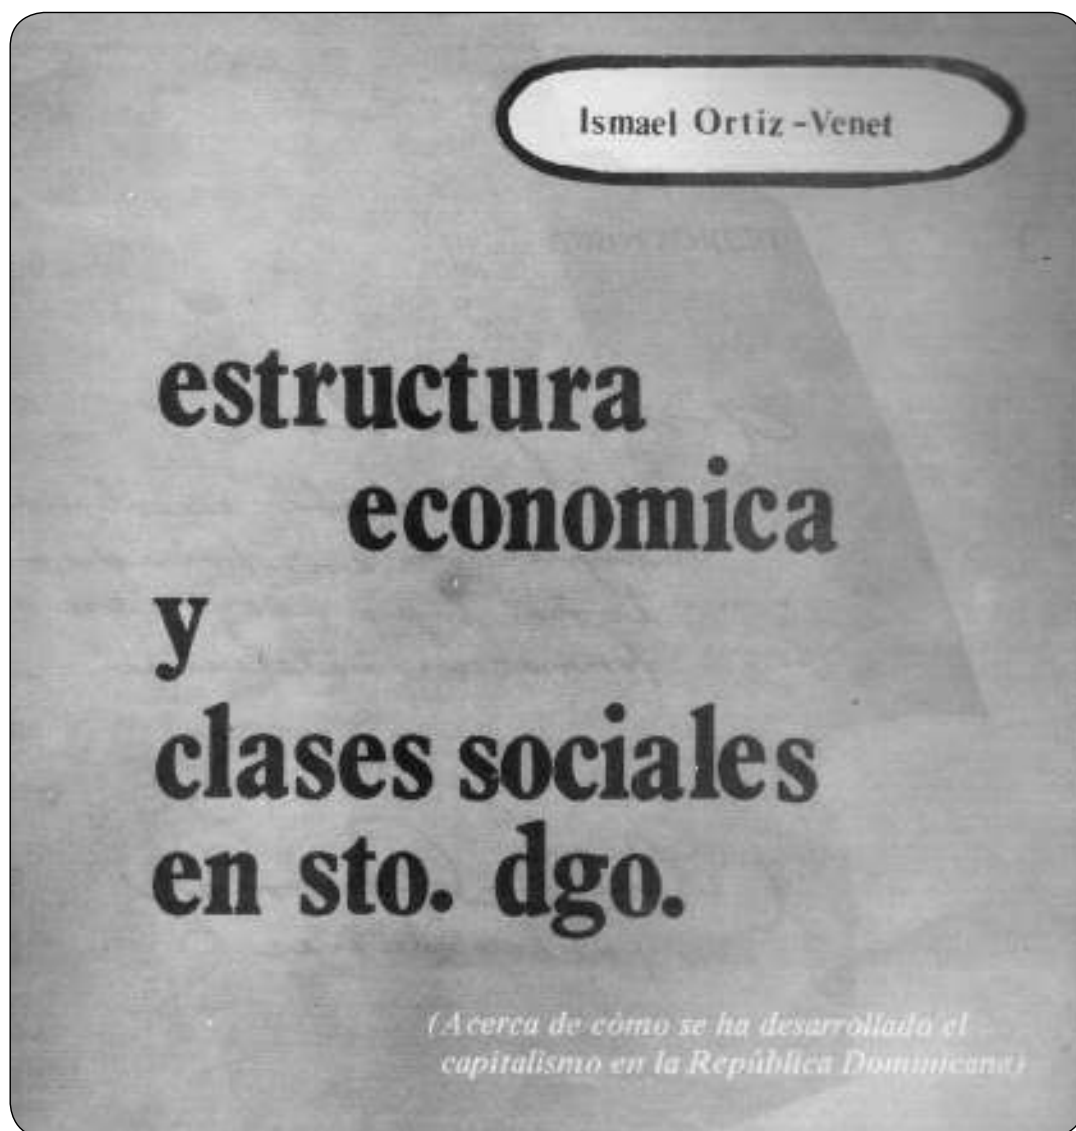 Ismael Ortiz-Venet
estructura
economica
y
clases sociales
en sto. dgo.
(Acerca de cómo se ha desarrollado el
capitalismo en la República Dominicana)